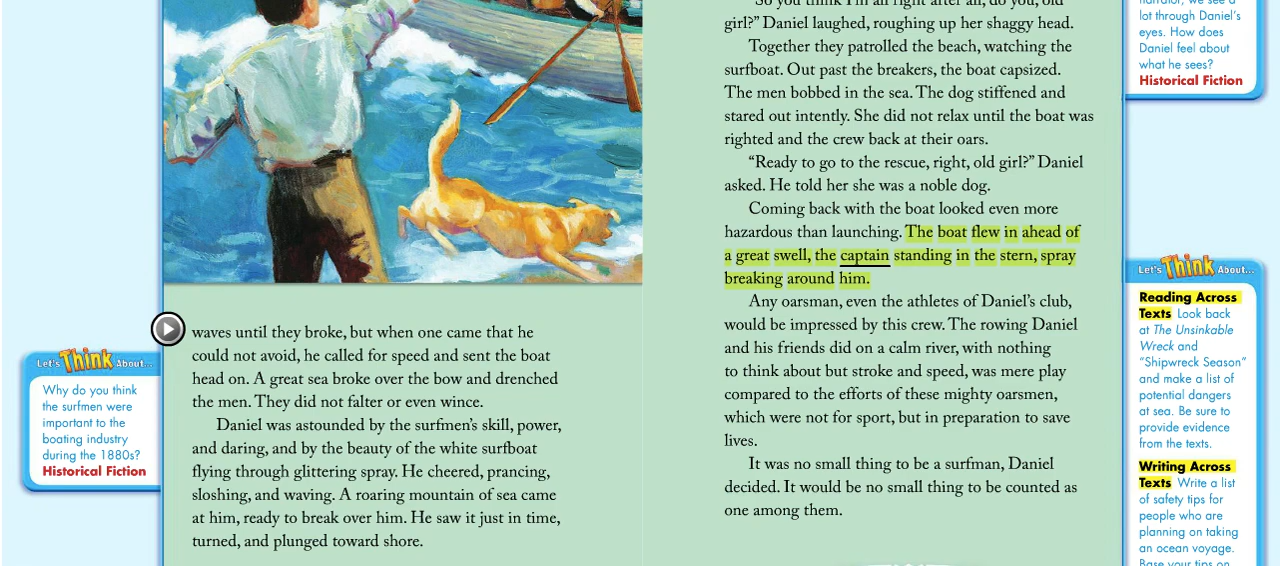 waves until they broke, but when one came that he
could not avoid, he called for speed and sent the boat
head on. A great sea broke over the bow and drenched
the men. They did not falter or even wince.
Daniel was astounded by the surfmen's skill, power,
and daring, and by the beauty of the white surfboat
flying through glittering spray. He cheered, prancing,
sloshing, and waving. A roaring mountain of sea came
at him, ready to break over him. He saw it just in time,
turned, and plunged toward shore.
Let's Think About...
Why do you think
the surfmen were
important to the
boating industry
during the 1880s?
Historical Fiction
"So you think I'm all right after all, do you, old
girl?" Daniel laughed, roughing up her shaggy head.
Together they patrolled the beach, watching the
surfboat. Out past the breakers, the boat capsized.
The men bobbed in the sea. The dog stiffened and
stared out intently. She did not relax until the boat was
righted and the crew back at their oars.
"Ready to go to the rescue, right, old girl?" Daniel
asked. He told her she was a noble dog.
Coming back with the boat looked even more
hazardous than launching. The boat flew in ahead of
a great swell, the captain standing in the stern, spray
breaking around him.
Any oarsman, even the athletes of Daniel's club,
would be impressed by this crew. The rowing Daniel
and his friends did on a calm river, with nothing
to think about but stroke and speed, was mere play
compared to the efforts of these mighty oarsmen,
which were not for sport, but in preparation to save
lives.
It was no small thing to be a surfman, Daniel
decided. It would be no small thing to be counted as
one among them.
narrator, we see a
lot through Daniel's
eyes. How does
Daniel feel about
what he sees?
Historical Fiction
Let's Think About...
Reading Across
Texts Look back
at The Unsinkable
Wreck and
"Shipwreck Season"
and make a list of
potential dangers
at sea. Be sure to
provide evidence
from the texts.
Writing Across
Texts Write a list
of safety tips for
people who are
planning on taking
an ocean voyage.
Base your tips on